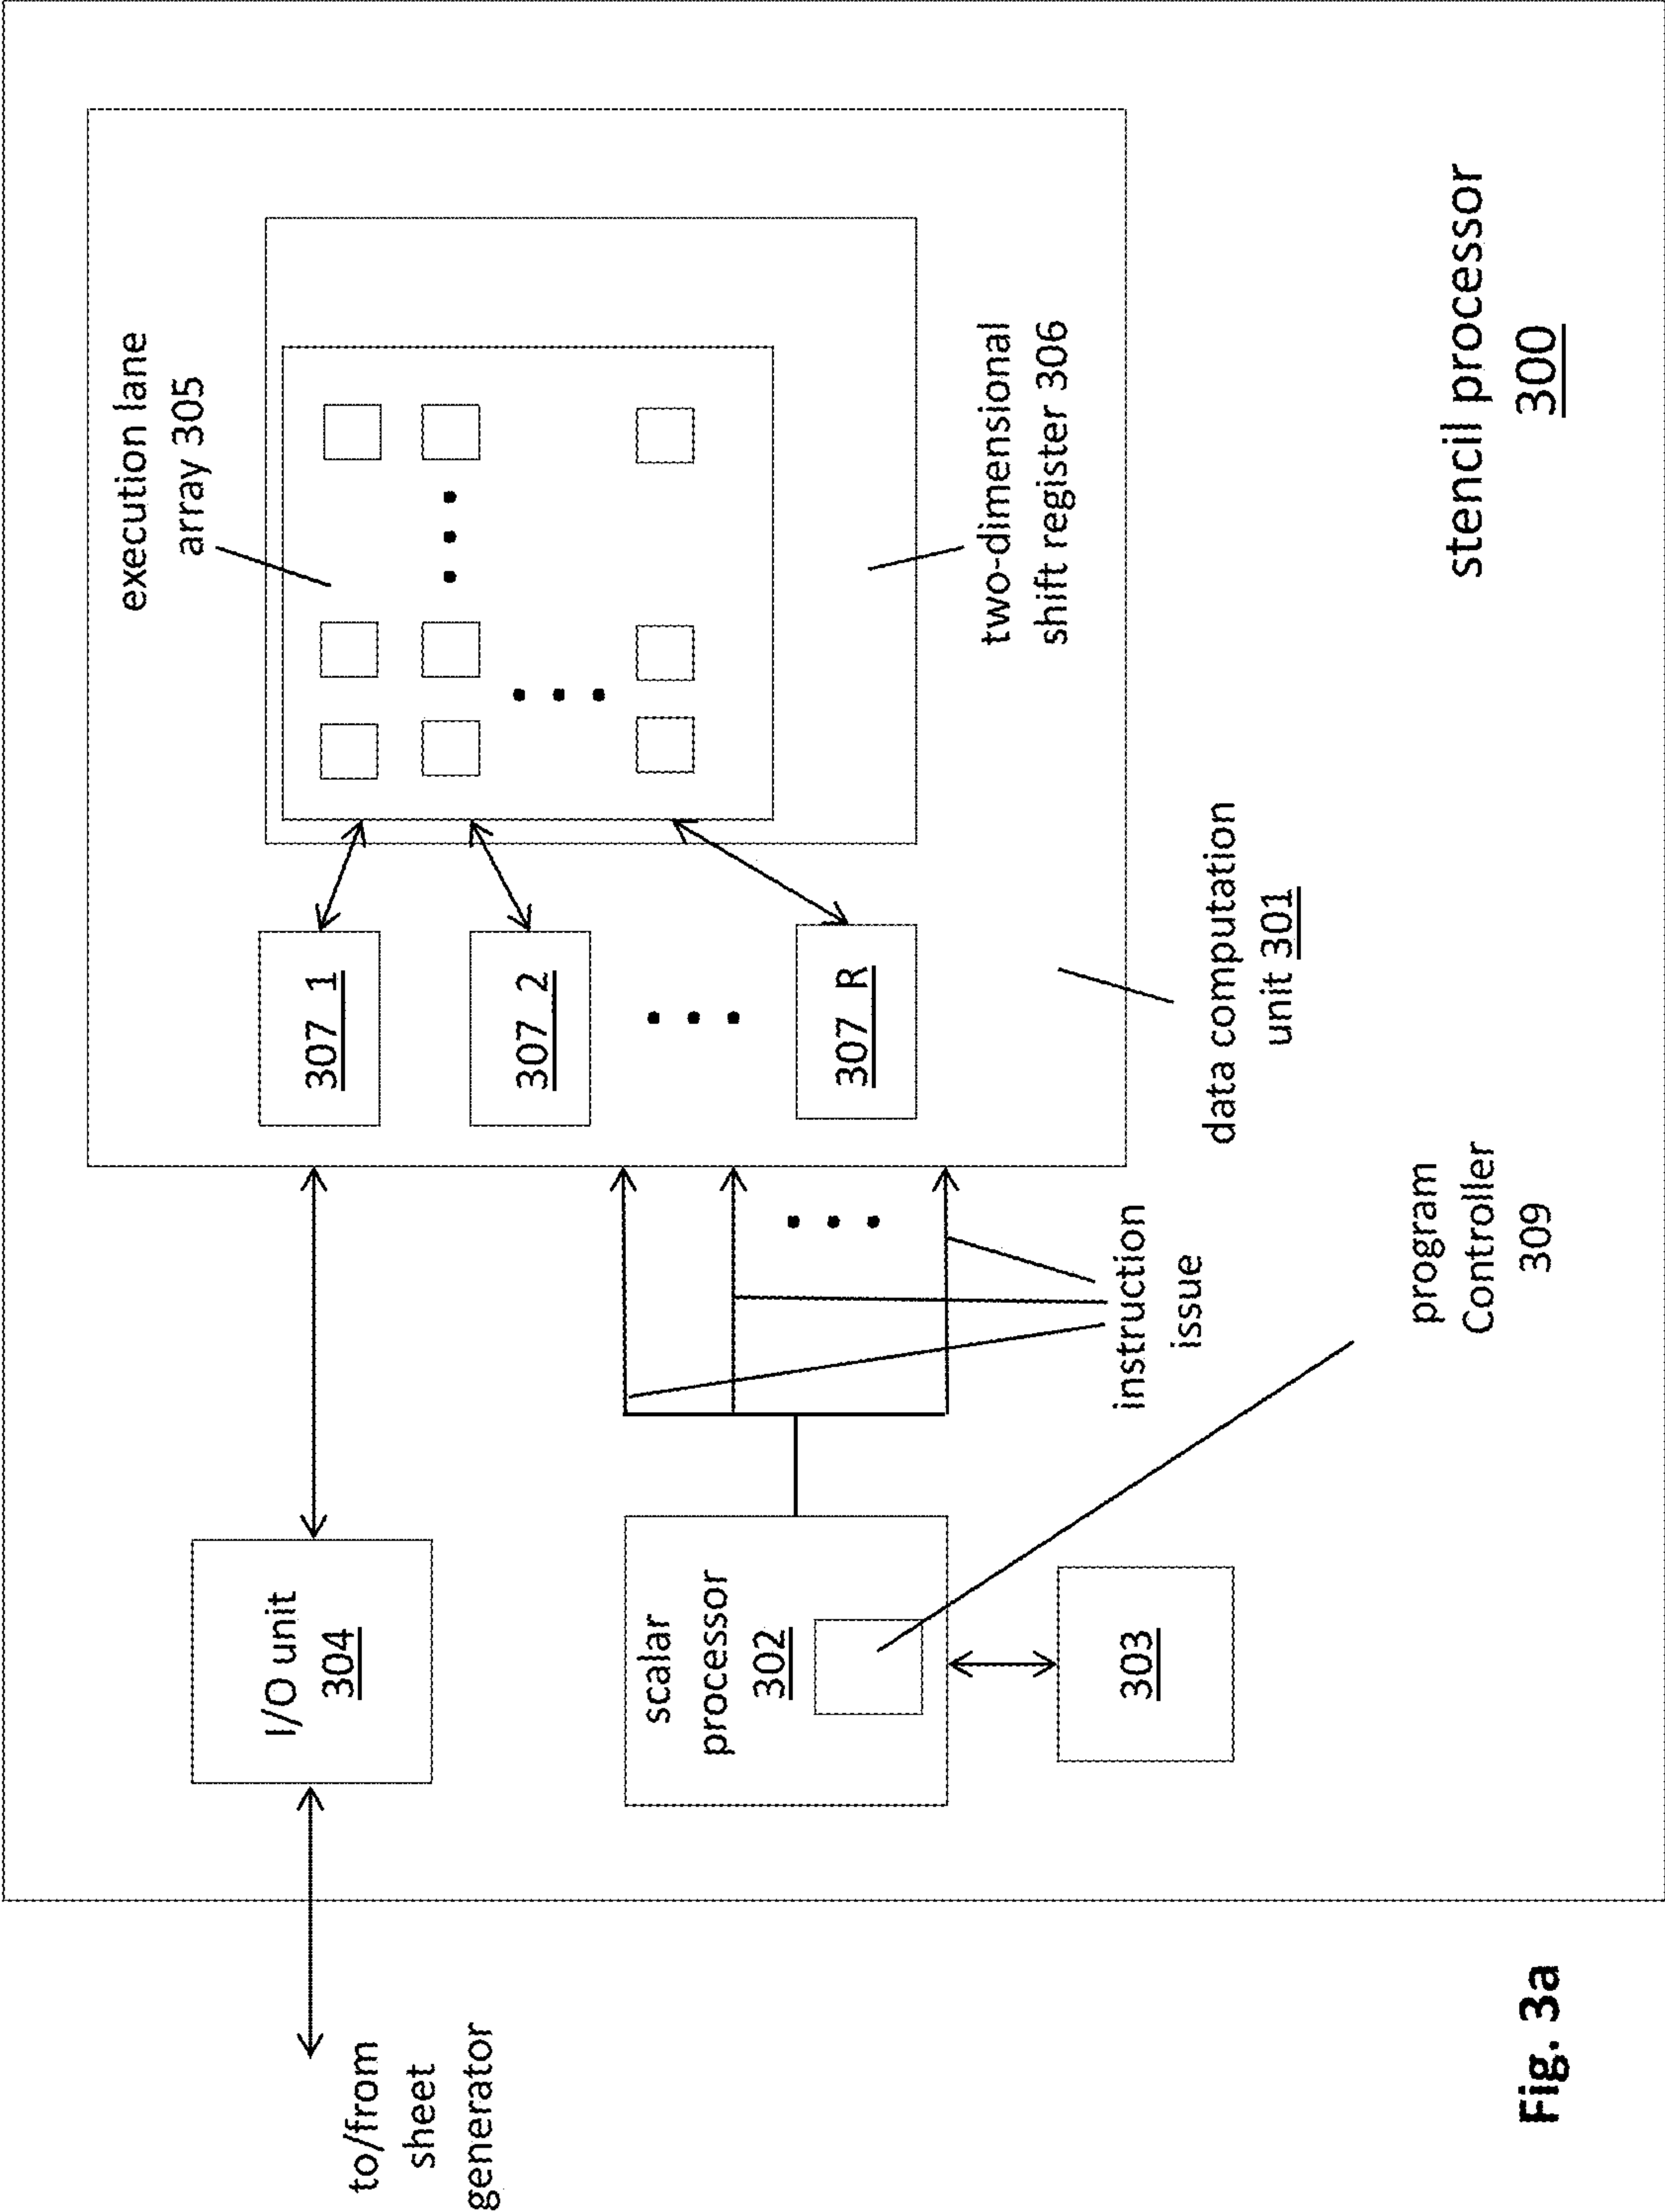 execution lane
array 305
I/O unit
304
307_1
307_2
307_R
scalar
processor
302
303
to/from
sheet
generator
instruction
issue
two-dimensional
shift register 306
data computation
unit 301
program
Controller
309
stencil processor
300
Fig. 3a